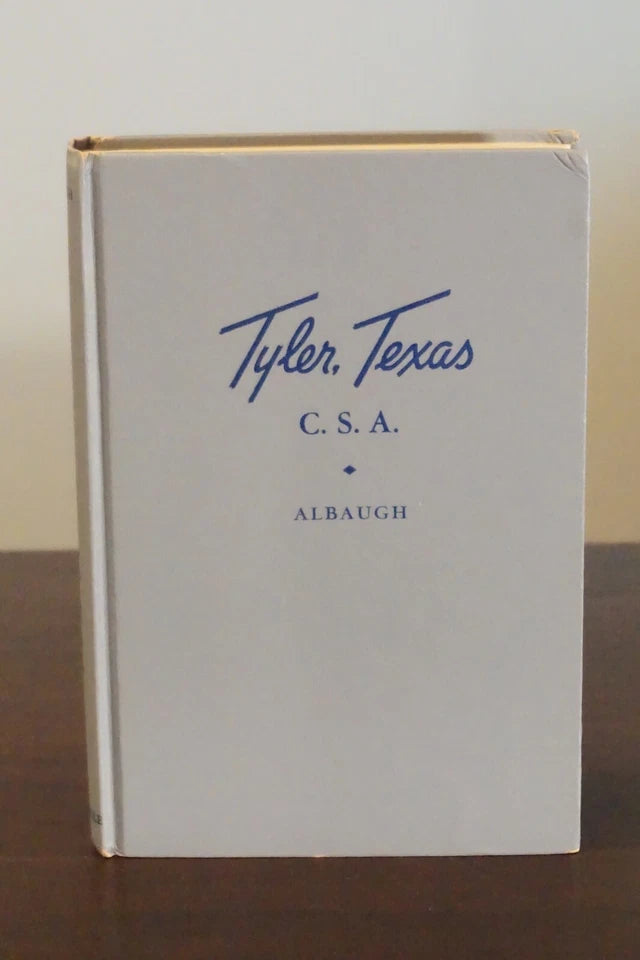 Tyler, Texas
C. S. A.
ALBAUGH